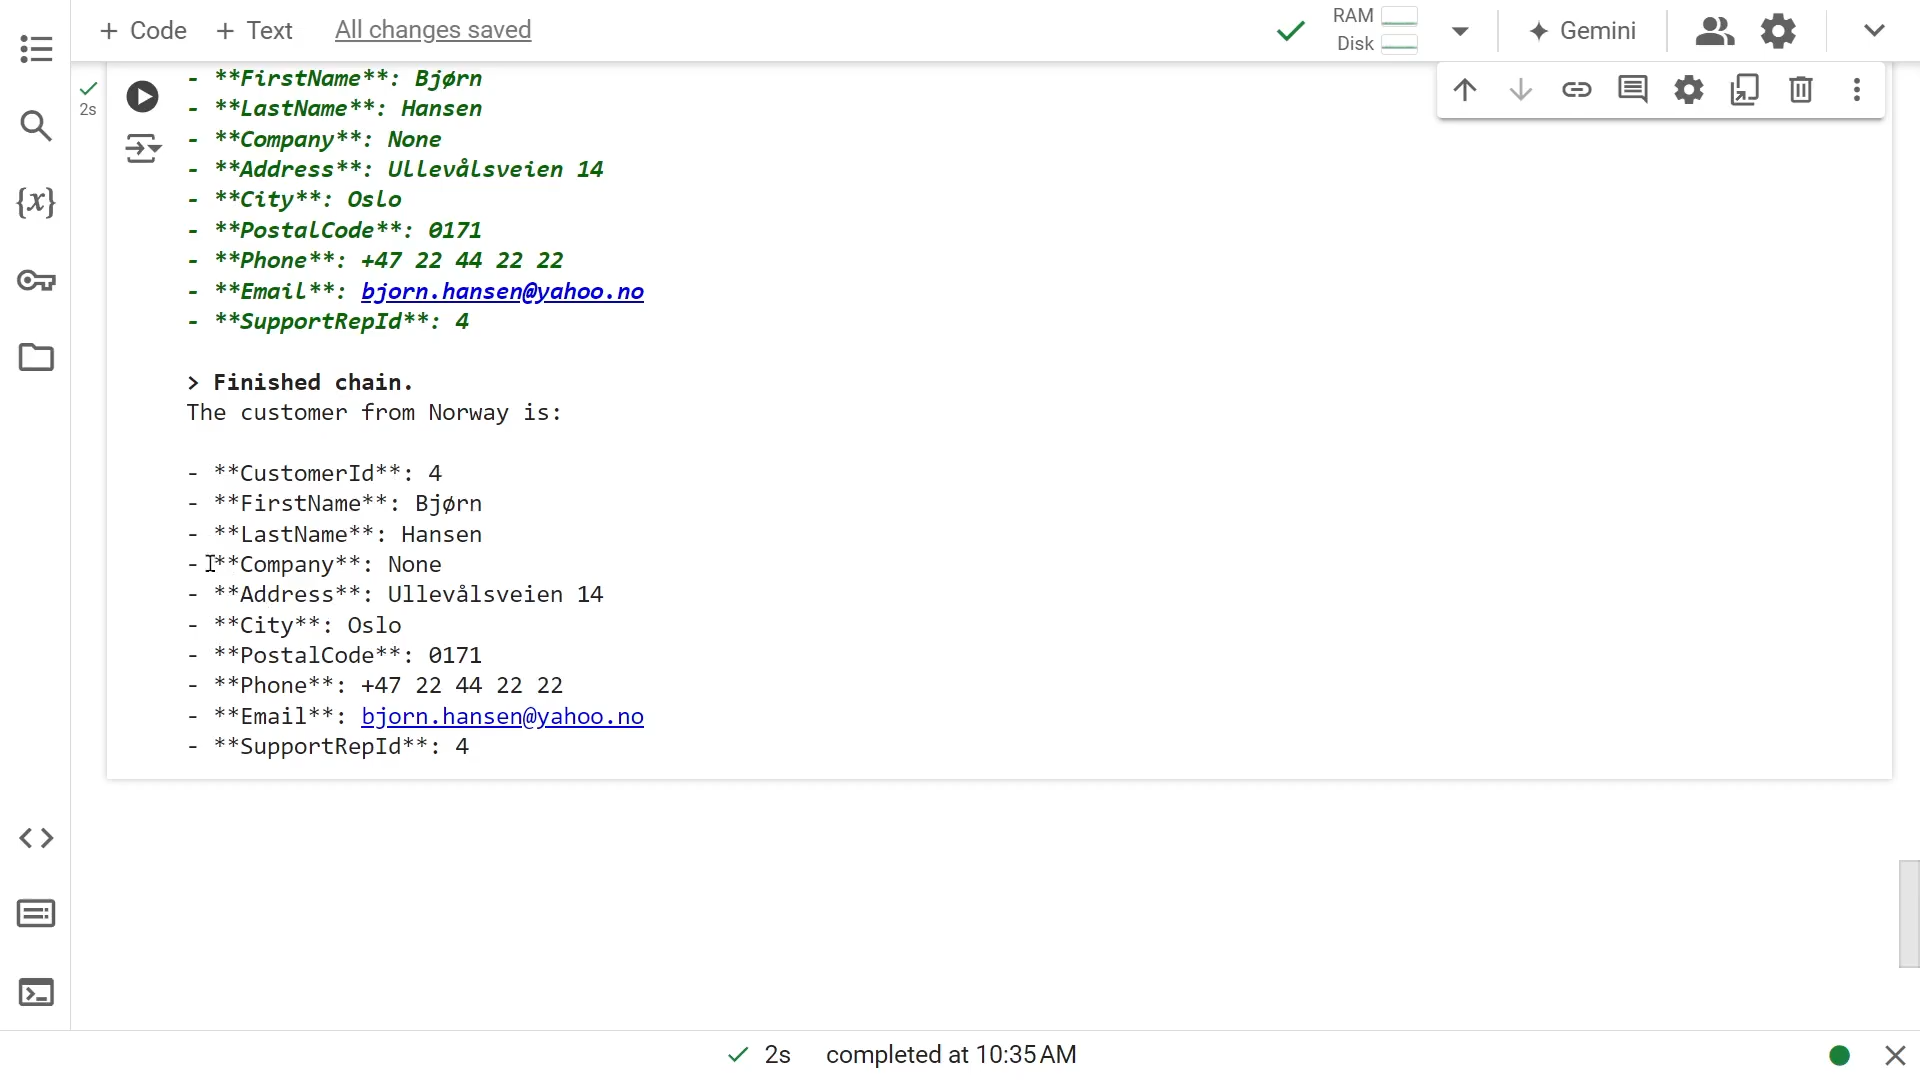 + Code + Text All changes saved RAM Disk Gemini
2s
- **FirstName**: Bjørn
- **LastName**: Hansen
- **Company**: None
- **Address**: Ullevålsveien 14
- **City**: Oslo
- **PostalCode**: 0171
- **Phone**: +47 22 44 22 22
- **Email**: bjorn.hansen@yahoo.no
- **SupportRepId**: 4
> Finished chain.
The customer from Norway is:
- **CustomerId**: 4
- **FirstName**: Bjørn
- **LastName**: Hansen
- **Company**: None
- **Address**: Ullevålsveien 14
- **City**: Oslo
- **PostalCode**: 0171
- **Phone**: +47 22 44 22 22
- **Email**: bjorn.hansen@yahoo.no
- **SupportRepId**: 4
2s completed at 10:35 AM